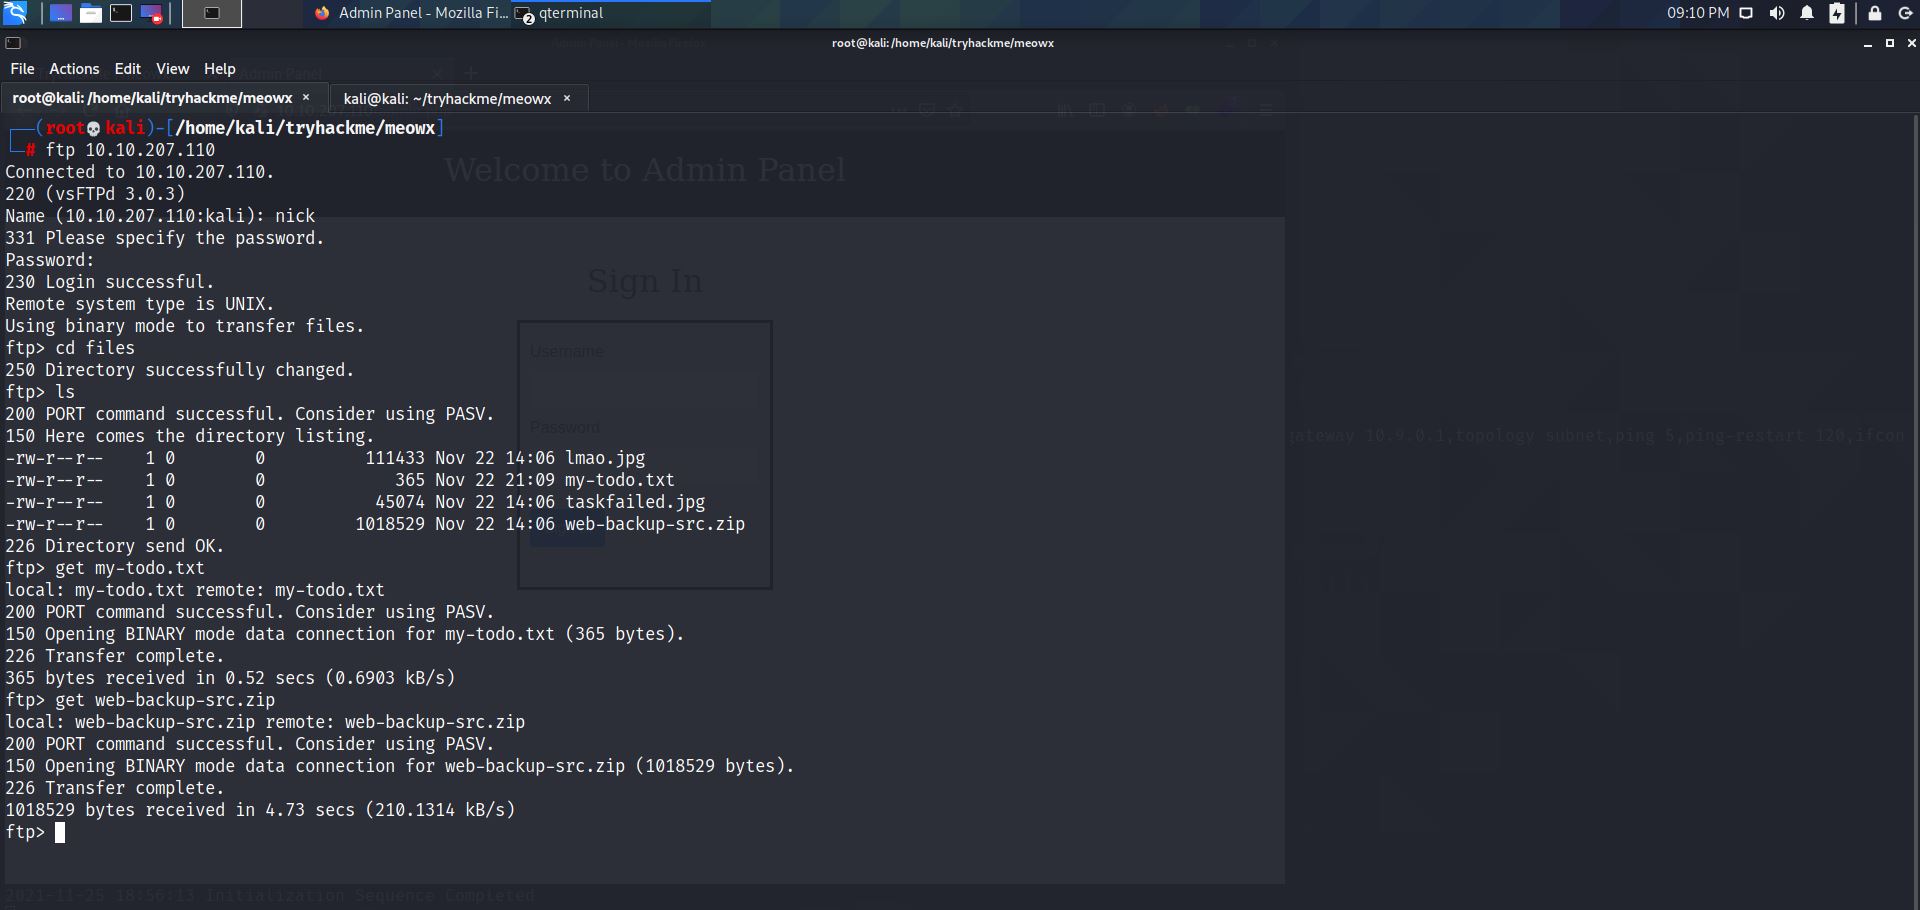 Admin Panel - Mozilla Fi...
2 qterminal
09:10 PM
Admin Panel - Mozilla Firefox
root@kali: /home/kali/tryhackme/meowx
File Actions Edit View Help
Admin Panel
root@kali: /home/kali/tryhackme/meowx × kali@kali: ~/tryhackme/meowx ×
┌──(root💀kali)-[/home/kali/tryhackme/meowx]
└─# ftp 10.10.207.110
Connected to 10.10.207.110.
Welcome to Admin Panel
220 (vsFTPd 3.0.3)
Name (10.10.207.110:kali): nick
331 Please specify the password.
Password:
230 Login successful.
Sign In
Remote system type is UNIX.
Using binary mode to transfer files.
ftp> cd files
Username
250 Directory successfully changed.
ftp> ls
200 PORT command successful. Consider using PASV.
Password
150 Here comes the directory listing.
gateway 10.9.0.1,topology subnet,ping 5,ping-restart 120,ifcon
-rw-r--r-- 1 0 0 111433 Nov 22 14:06 lmao.jpg
-rw-r--r-- 1 0 0 365 Nov 22 21:09 my-todo.txt
-rw-r--r-- 1 0 0 45074 Nov 22 14:06 taskfailed.jpg
-rw-r--r-- 1 0 0 1018529 Nov 22 14:06 web-backup-src.zip
226 Directory send OK.
ftp> get my-todo.txt
local: my-todo.txt remote: my-todo.txt
200 PORT command successful. Consider using PASV.
150 Opening BINARY mode data connection for my-todo.txt (365 bytes).
226 Transfer complete.
365 bytes received in 0.52 secs (0.6903 kB/s)
ftp> get web-backup-src.zip
local: web-backup-src.zip remote: web-backup-src.zip
200 PORT command successful. Consider using PASV.
150 Opening BINARY mode data connection for web-backup-src.zip (1018529 bytes).
226 Transfer complete.
1018529 bytes received in 4.73 secs (210.1314 kB/s)
ftp>
2021-11-25 18:56:13 Initialization Sequence Completed